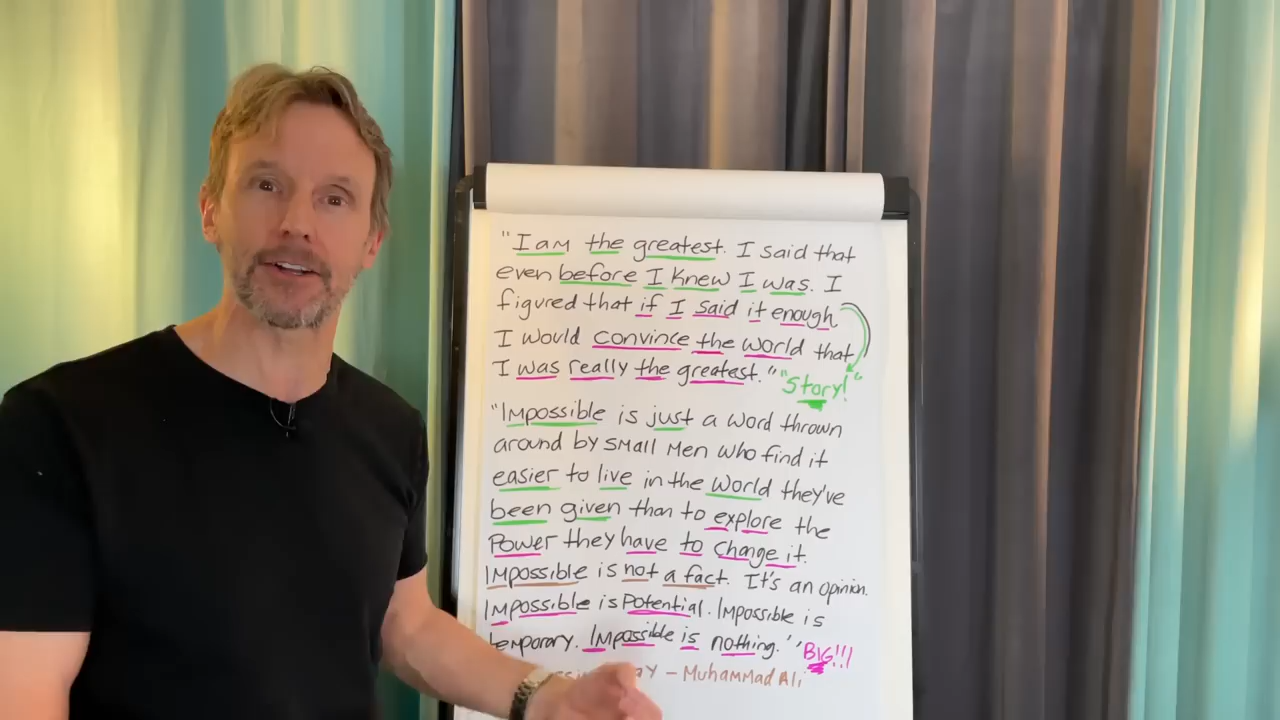 "I am the greatest. I said that
even before I knew I was. I
figured that if I said it enough
I would convince the world that
I was really the greatest."
"Story!"
"Impossible is just a word thrown
around by small men who find it
easier to live in the world they've
been given than to explore the
power they have to change it.
Impossible is not a fact. It's an opinion.
Impossible is potential. Impossible is
temporary. Impossible is nothing."
BIG!!!
- Muhammad Ali